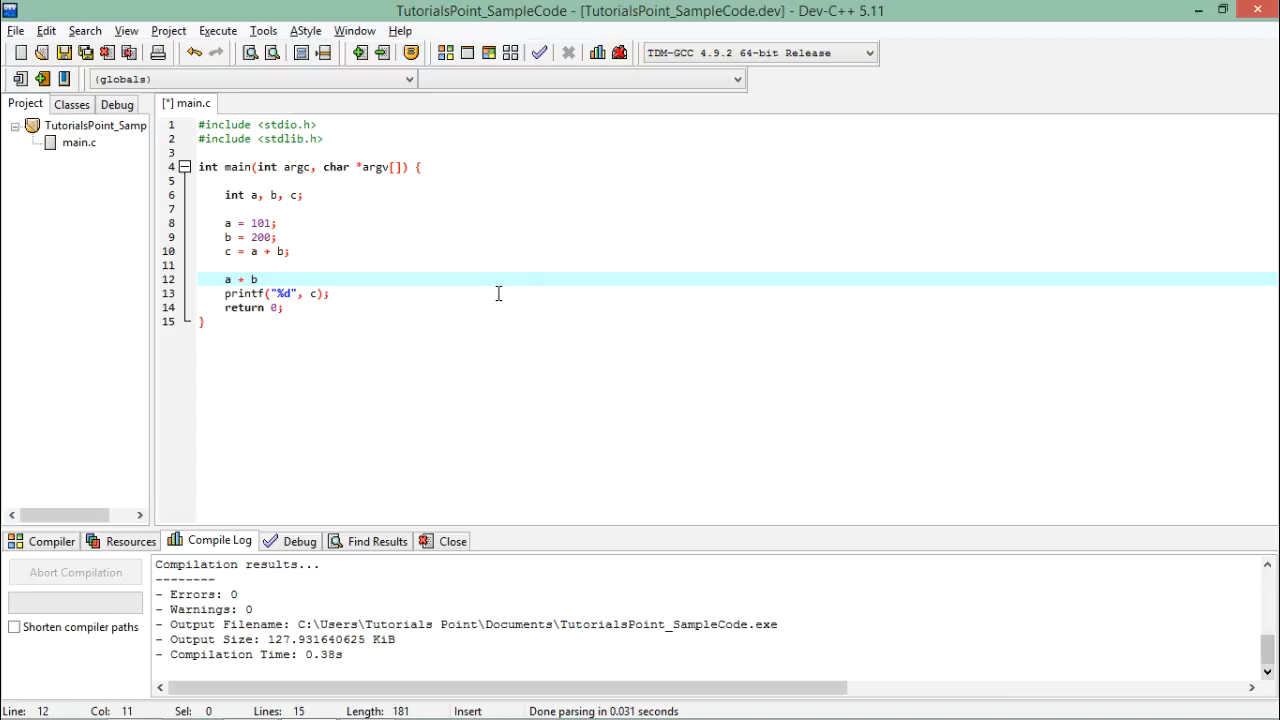 TutorialsPoint_SampleCode - [TutorialsPoint_SampleCode.dev] - Dev-C++ 5.11
File Edit Search View Project Execute Tools AStyle Window Help
TDM-GCC 4.9.2 64-bit Release
(globals)
Project Classes Debug
[*] main.c
TutorialsPoint_Samp
main.c
1 #include <stdio.h>
2 #include <stdlib.h>
3
4 int main(int argc, char *argv[]) {
5
6 int a, b, c;
7
8 a = 101;
9 b = 200;
10 c = a + b;
11
12 a + b
13 printf("%d", c);
14 return 0;
15 }
Compiler Resources Compile Log Debug Find Results Close
Abort Compilation
Shorten compiler paths
Compilation results...
--------
- Errors: 0
- Warnings: 0
- Output Filename: C:\Users\Tutorials Point\Documents\TutorialsPoint_SampleCode.exe
- Output Size: 127.931640625 KiB
- Compilation Time: 0.38s
Line: 12 Col: 11 Sel: 0 Lines: 15 Length: 181 Insert Done parsing in 0.031 seconds